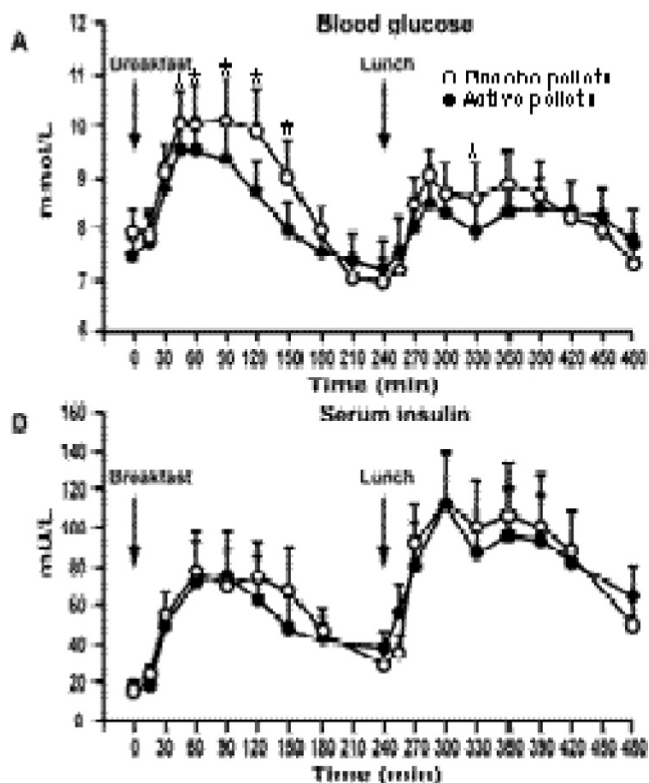 A
Blood glucose
Breakfast
Lunch
Placebo pellets
Active pellets
mmol/L
12
11
10
9
8
7
6
0 30 60 90 120 150 180 210 240 270 300 330 360 390 420 450 480
Time (min)
Serum insulin
Breakfast
Lunch
mU/L
160
140
120
100
80
60
40
20
0
0 30 60 90 120 150 180 210 240 270 300 330 360 390 420 450 480
Time (min)